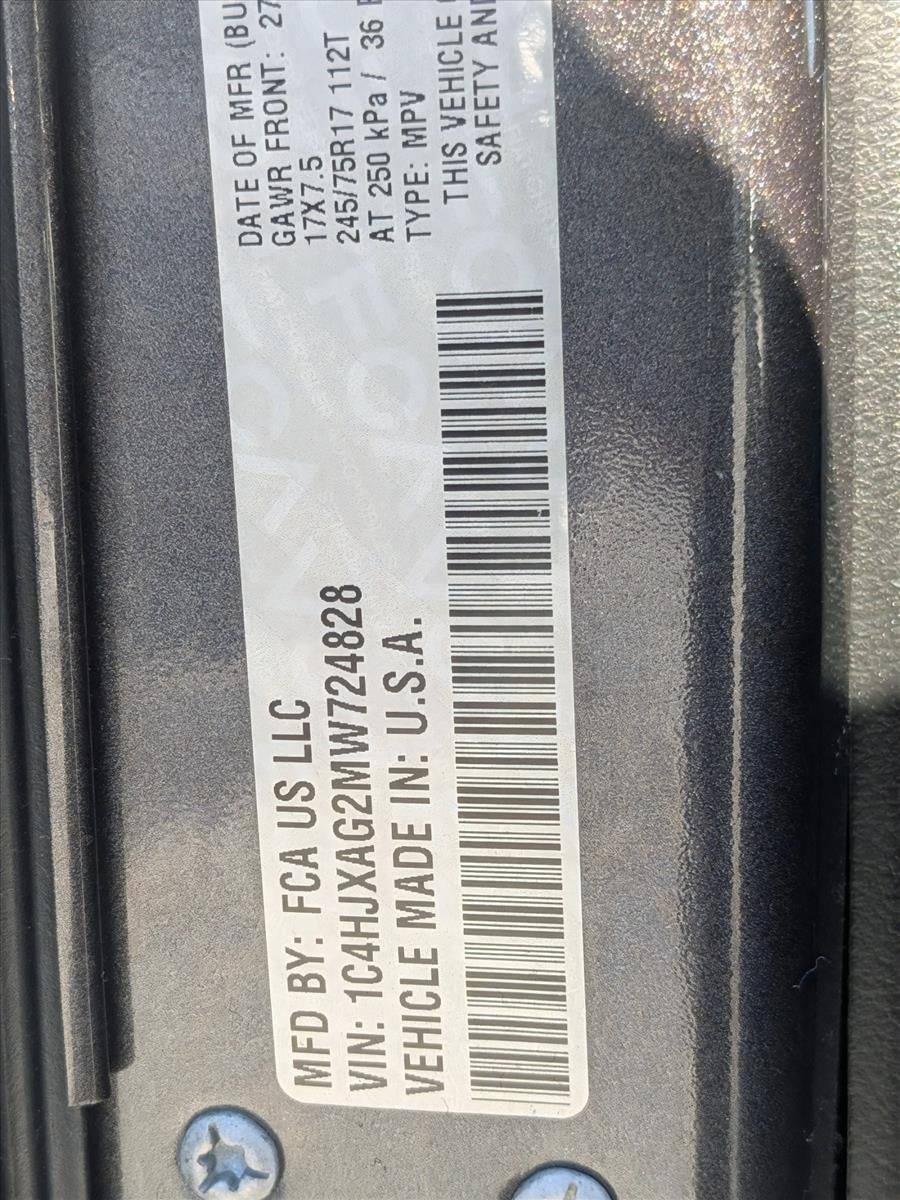 MFD BY: FCA US LLC
VIN: 1C4HJXAG2MW724828
VEHICLE MADE IN: U.S.A.
DATE OF MFR (BU
GAWR FRONT: 27
17X7.5
245/75R17 112T
AT 250 kPa / 36
TYPE: MPV
THIS VEHICLE
SAFETY AND